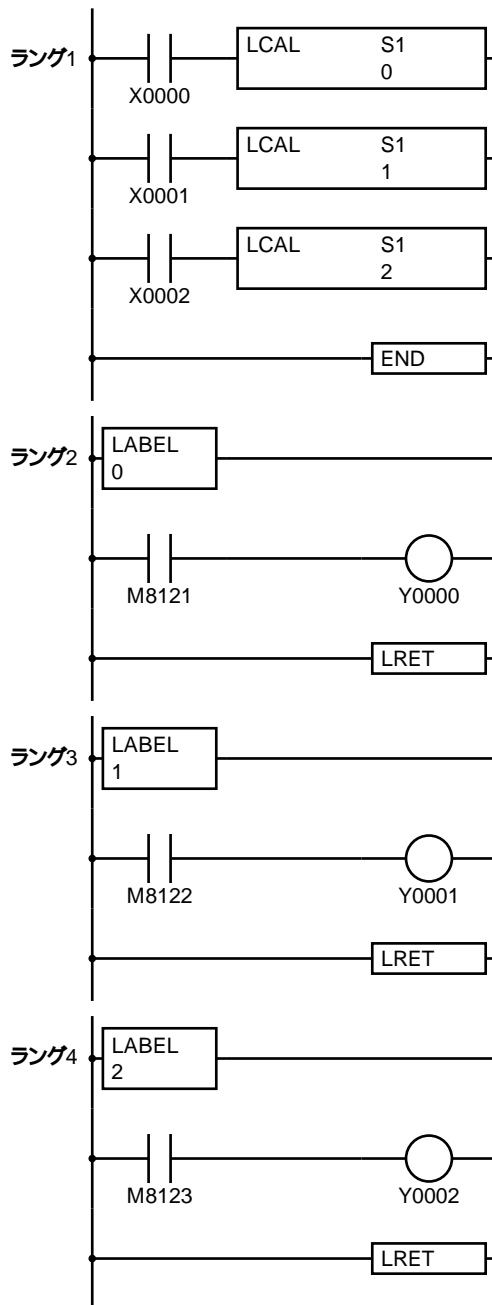 ラング1
LCAL S1
0
X0000
LCAL S1
1
X0001
LCAL S1
2
X0002
END
ラング2
LABEL
0
M8121 Y0000
LRET
ラング3
LABEL
1
M8122 Y0001
LRET
ラング4
LABEL
2
M8123 Y0002
LRET